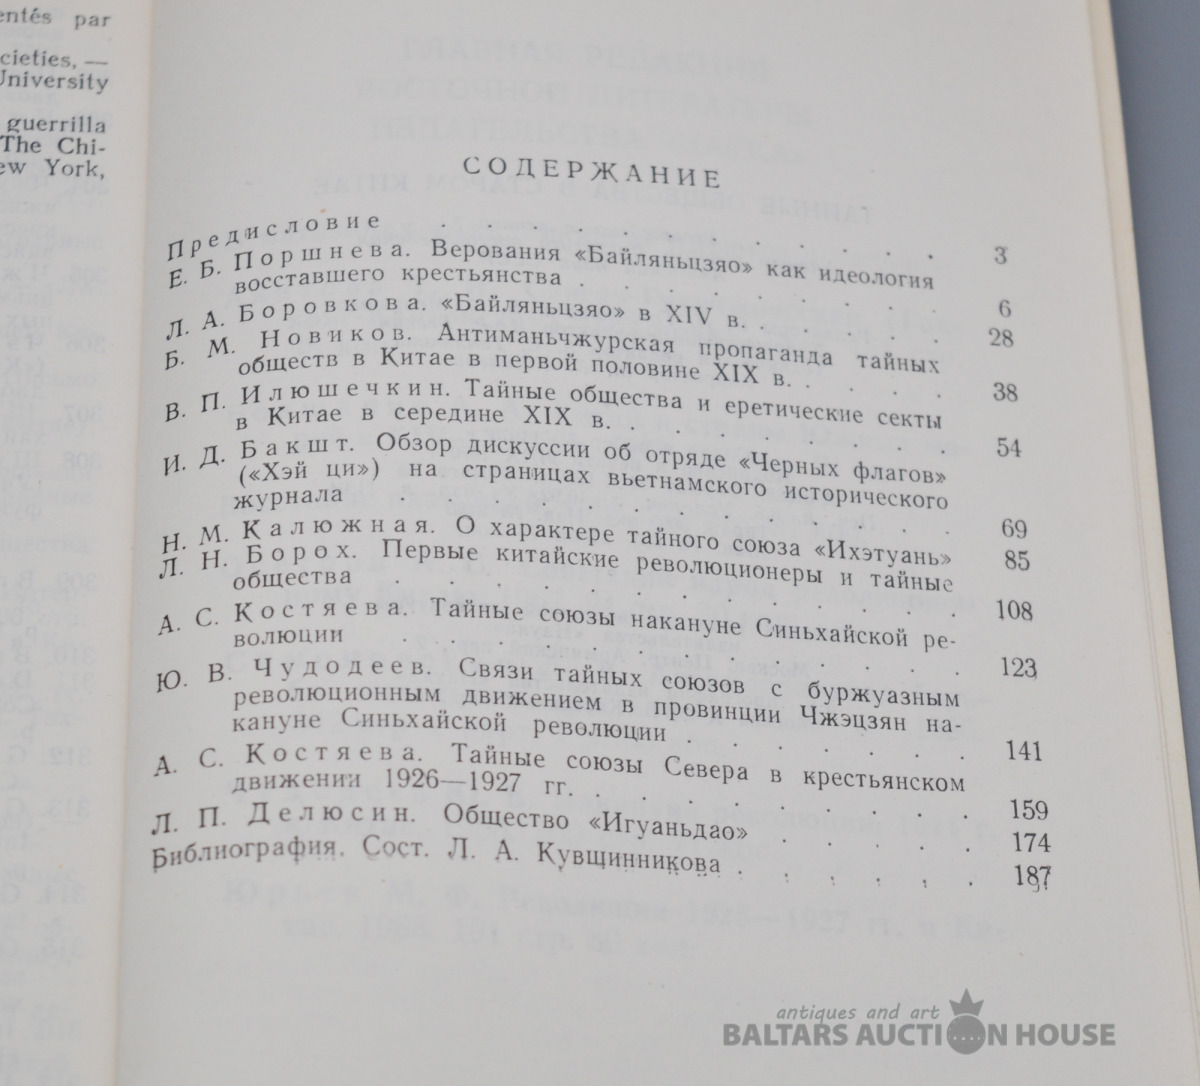 entés par
cieties, —
University
guerrilla
The Chi-
ew York,
СОДЕРЖАНИЕ
Предисловие . . . . . . . . . . 3
Е. Б. Поршнева. Верования «Байляньцзяо» как идеология
восставшего крестьянства . . . . . . . 6
Л. А. Боровкова. «Байляньцзяо» в XIV в. . . . . . 28
Б. М. Новиков. Антиманьчжурская пропаганда тайных
обществ в Китае в первой половине XIX в. . . . . 38
В. П. Илюшечкин. Тайные общества и еретические секты
в Китае в середине XIX в. . . . . . . . 54
И. Д. Бакшт. Обзор дискуссии об отряде «Черных флагов»
(«Хэй ци») на страницах вьетнамского исторического
журнала . . . . . . . . . . 69
Н. М. Калюжная. О характере тайного союза «Ихэтуань» 85
Л. Н. Борох. Первые китайские революционеры и тайные
общества . . . . . . . . . . 108
А. С. Костяева. Тайные союзы накануне Синьхайской ре-
волюции . . . . . . . . . . 123
Ю. В. Чудодеев. Связи тайных союзов с буржуазным
революционным движением в провинции Чжэцзян на-
кануне Синьхайской революции . . . . . . 141
А. С. Костяева. Тайные союзы Севера в крестьянском
движении 1926—1927 гг. . . . . . . . . 159
Л. П. Делюсин. Общество «Игуаньдао» . . . . . 174
Библиография. Сост. Л. А. Кувщинникова . . . . . . 187
antiques and art
BALTARS AUCTION HOUSE